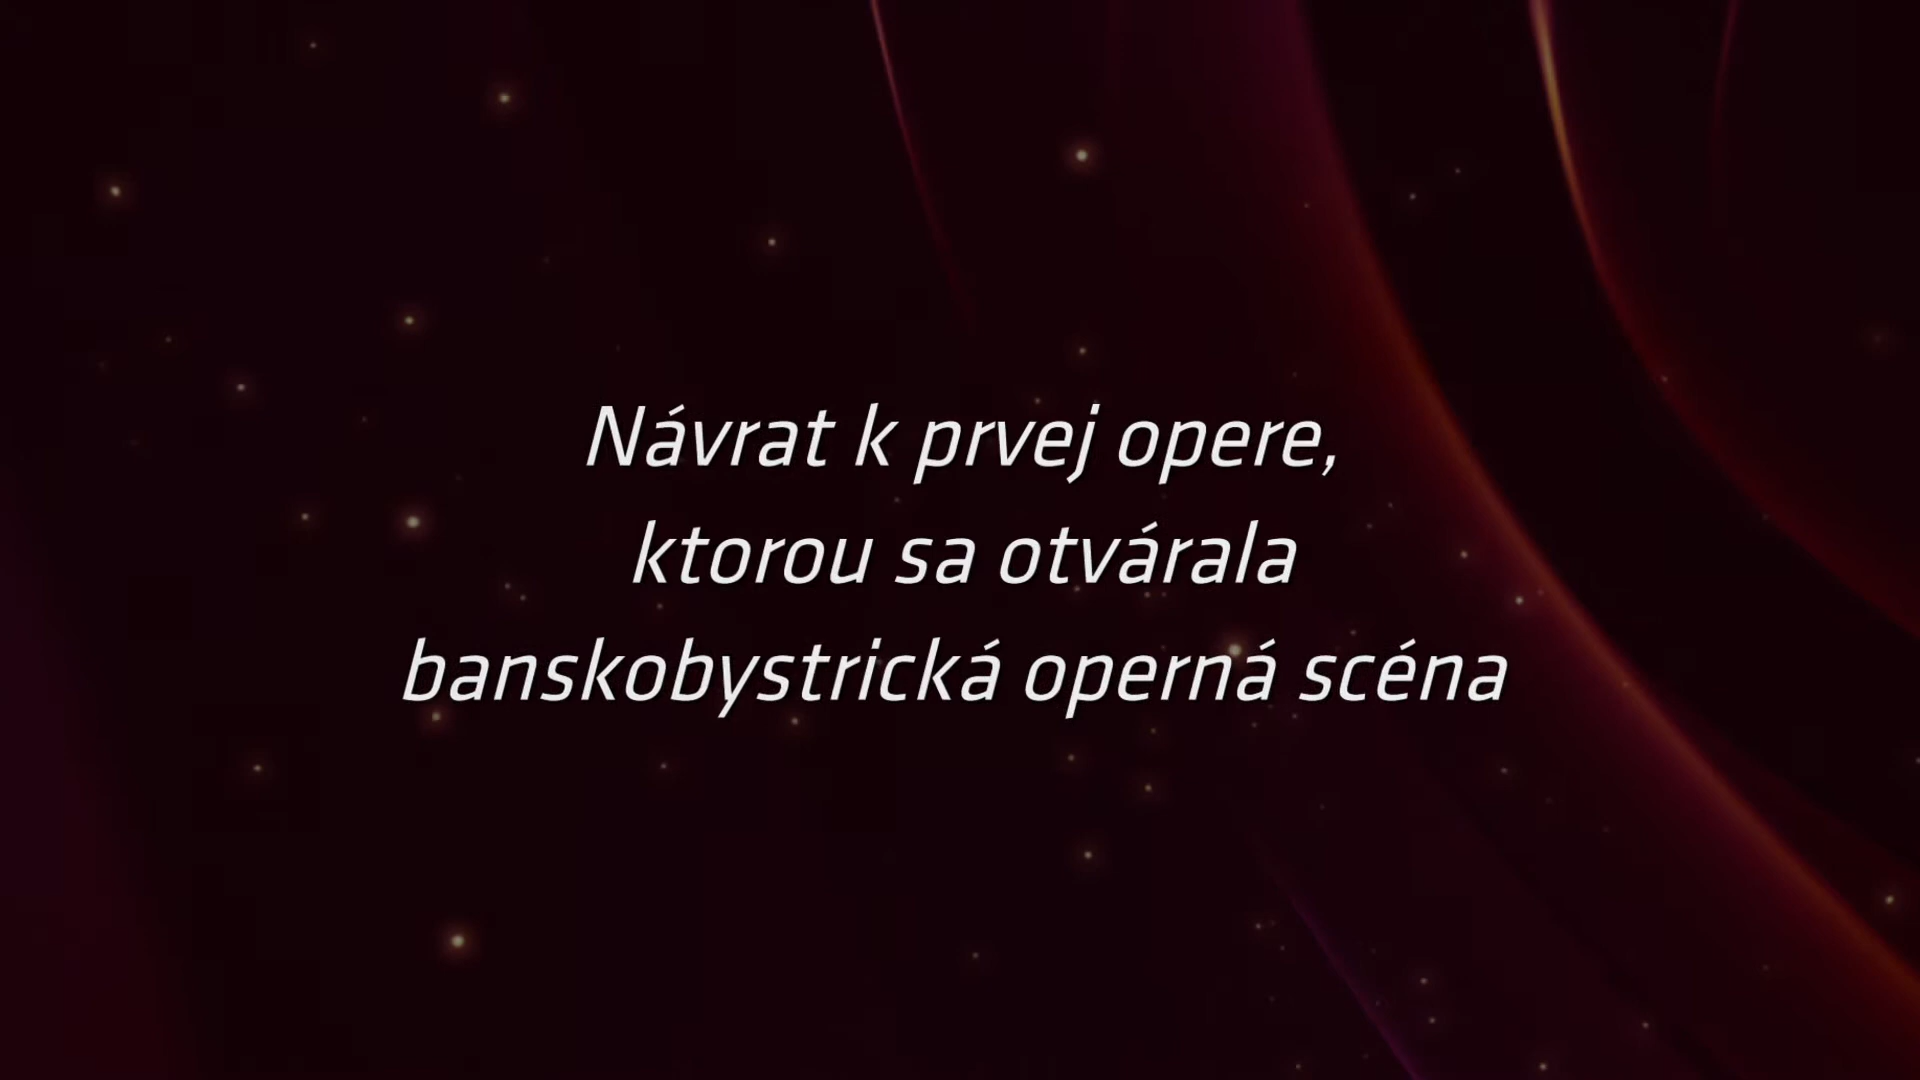 Návrat k prvej opere,
ktorou sa otvárala
banskobystrická operná scéna